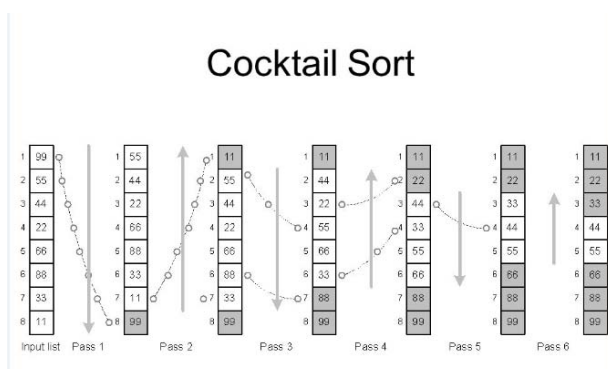 Cocktail Sort
1 99 1 55 1 11 1 11 1 11 1 11 1 11
2 55 2 44 2 55 2 44 2 22 2 22 2 22
3 44 3 22 3 44 3 22 3 44 3 33 3 33
4 22 4 66 4 22 4 55 4 33 4 44 4 44
5 66 5 88 5 66 5 66 5 55 5 55 5 55
6 88 6 33 6 88 6 33 6 66 6 66 6 66
7 33 7 11 7 33 7 88 7 88 7 88 7 88
8 11 8 99 8 99 8 99 8 99 8 99 8 99
Input list Pass 1 Pass 2 Pass 3 Pass 4 Pass 5 Pass 6